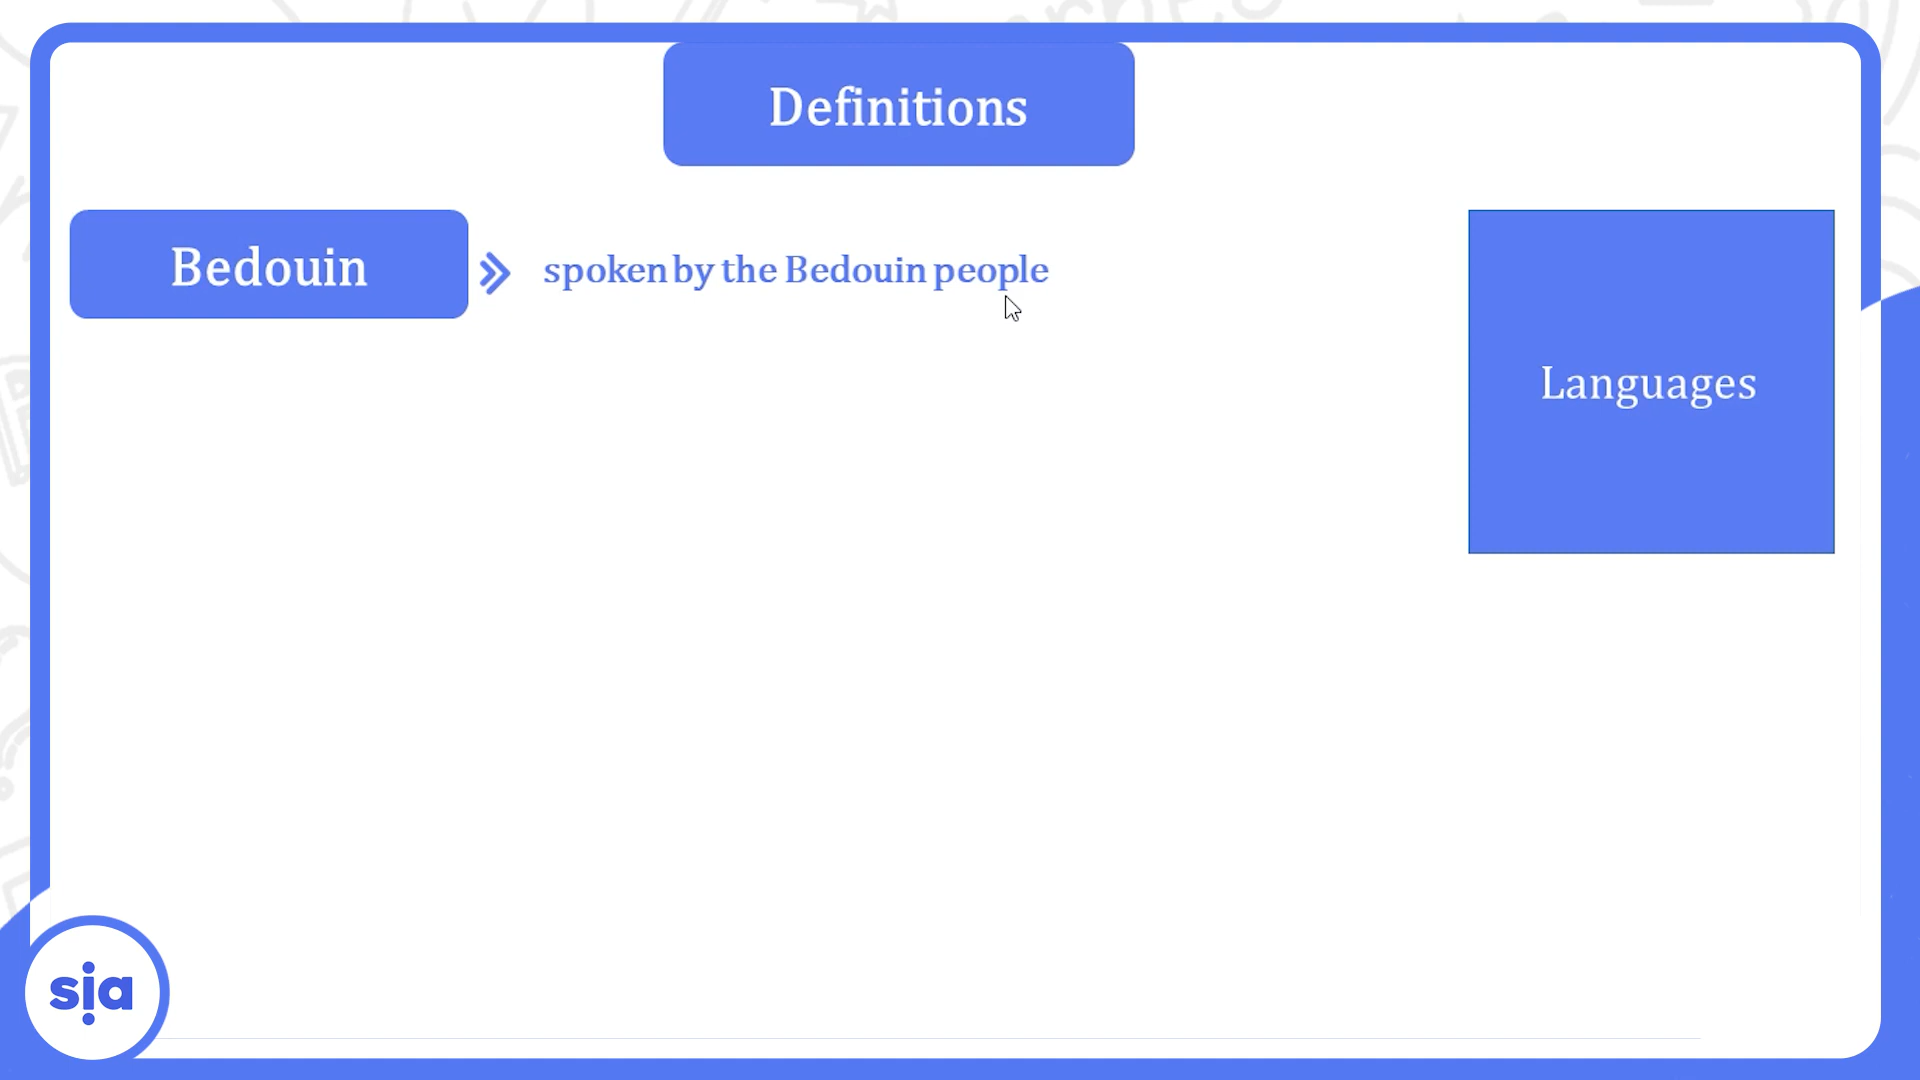 Definitions
Bedouin
spoken by the Bedouin people
Languages
sia